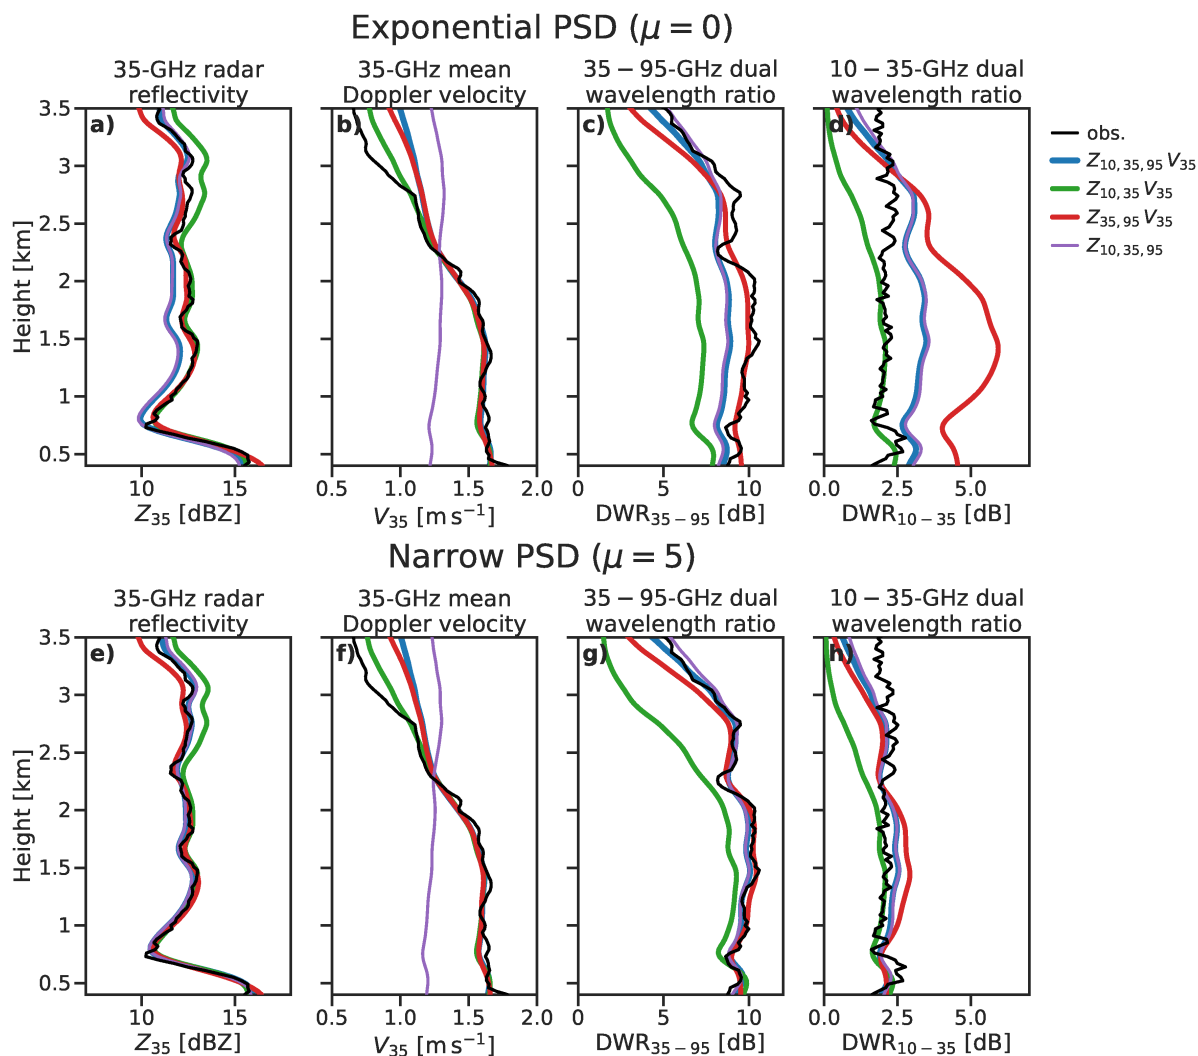 Exponential PSD (μ = 0)
35-GHz radar reflectivity
35-GHz mean Doppler velocity
35 − 95-GHz dual wavelength ratio
10 − 35-GHz dual wavelength ratio
a)
b)
c)
d)
3.5
3
2.5
2
1.5
1
0.5
Height [km]
10
15
0.5
1.0
1.5
2.0
0
5
10
0.0
2.5
5.0
Z35 [dBZ]
V35 [m s−1]
DWR35−95 [dB]
DWR10−35 [dB]
obs.
Z10,35,95 V35
Z10,35 V35
Z35,95 V35
Z10,35,95
Narrow PSD (μ = 5)
35-GHz radar reflectivity
35-GHz mean Doppler velocity
35 − 95-GHz dual wavelength ratio
10 − 35-GHz dual wavelength ratio
e)
f)
g)
h)
3.5
3
2.5
2
1.5
1
0.5
Height [km]
10
15
0.5
1.0
1.5
2.0
0
5
10
0.0
2.5
5.0
Z35 [dBZ]
V35 [m s−1]
DWR35−95 [dB]
DWR10−35 [dB]